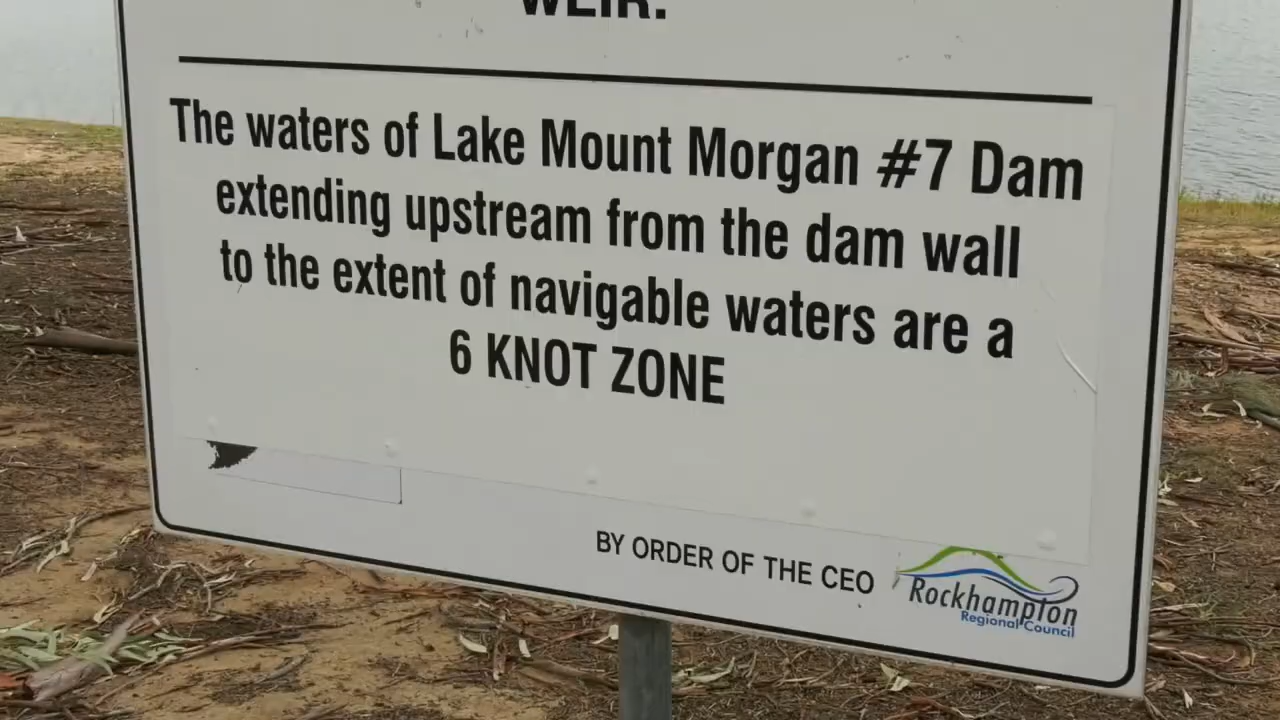 WEIR.
The waters of Lake Mount Morgan #7 Dam
extending upstream from the dam wall
to the extent of navigable waters are a
6 KNOT ZONE
BY ORDER OF THE CEO
Rockhampton
Regional Council